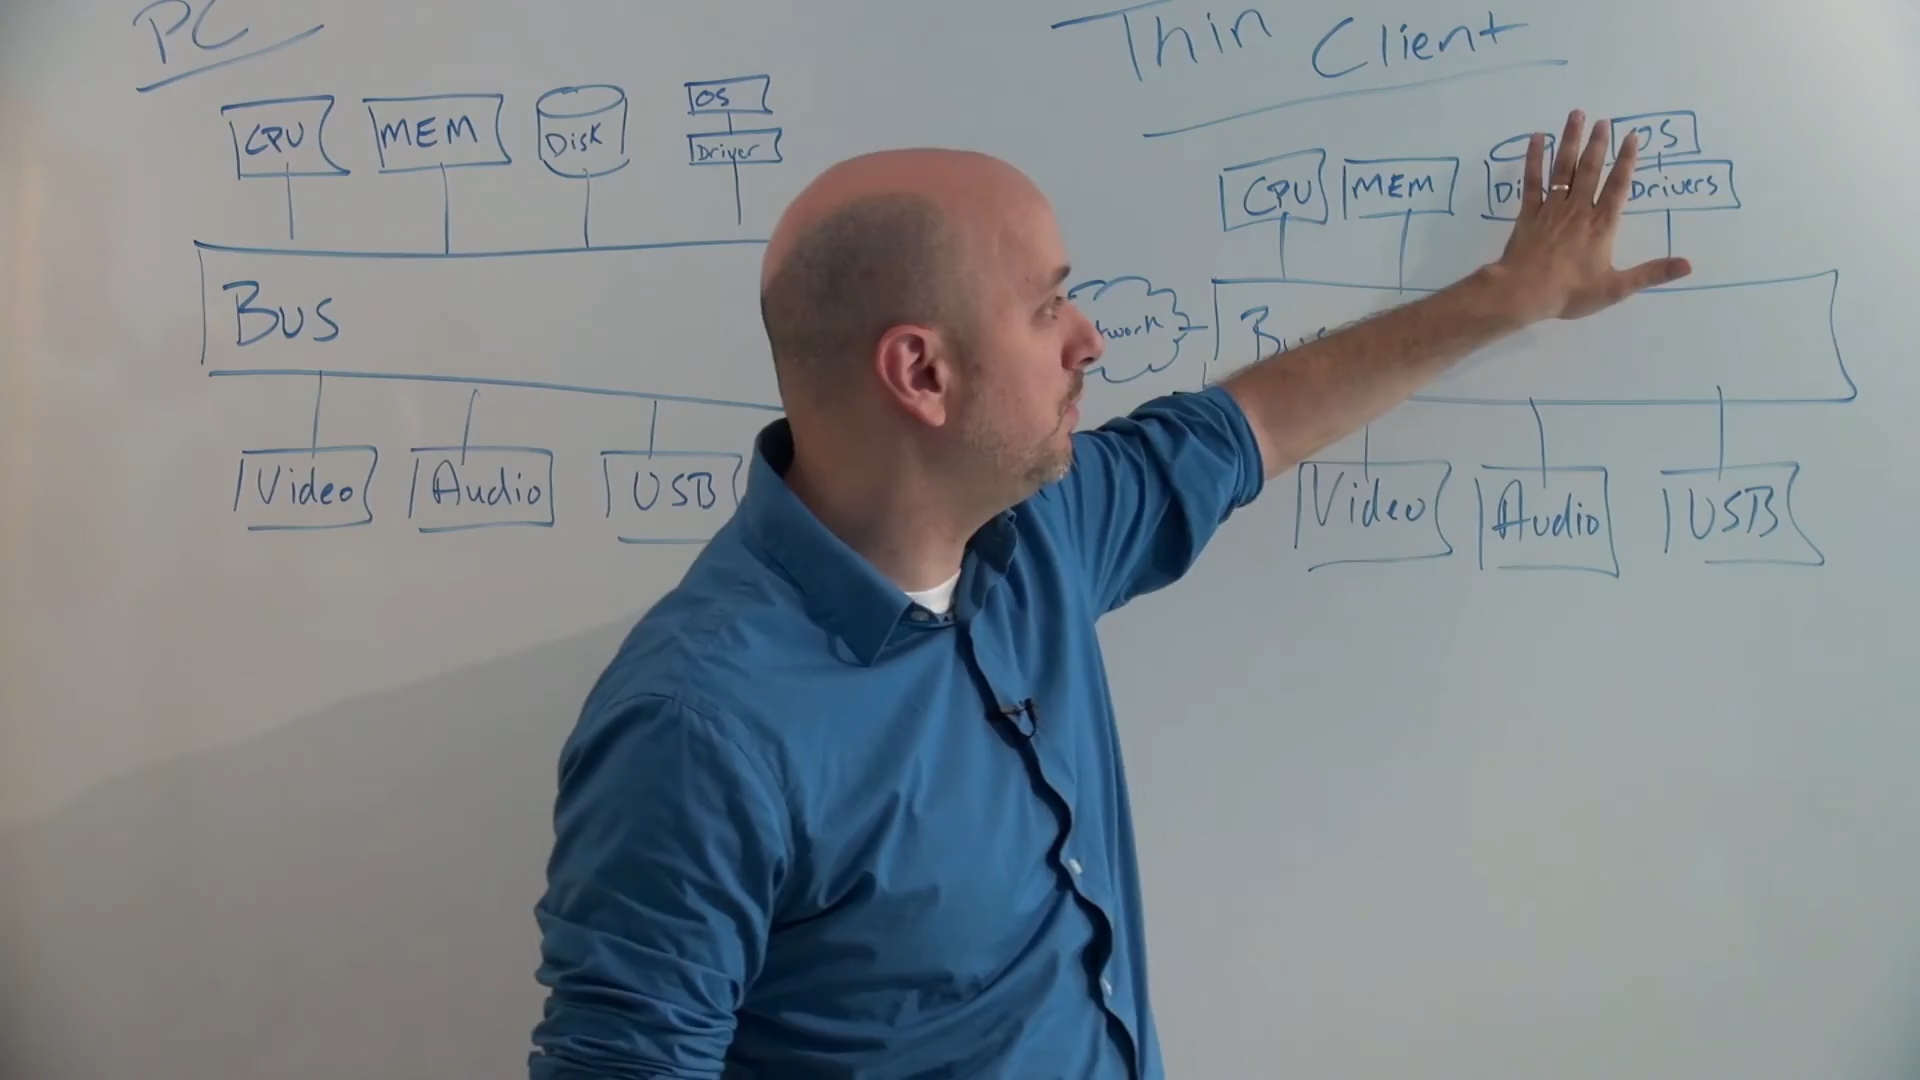 PC
CPU
MEM
Disk
OS
Driver
Bus
Video
Audio
USB
Thin Client
CPU
MEM
OS
Drivers
Video
Audio
USB